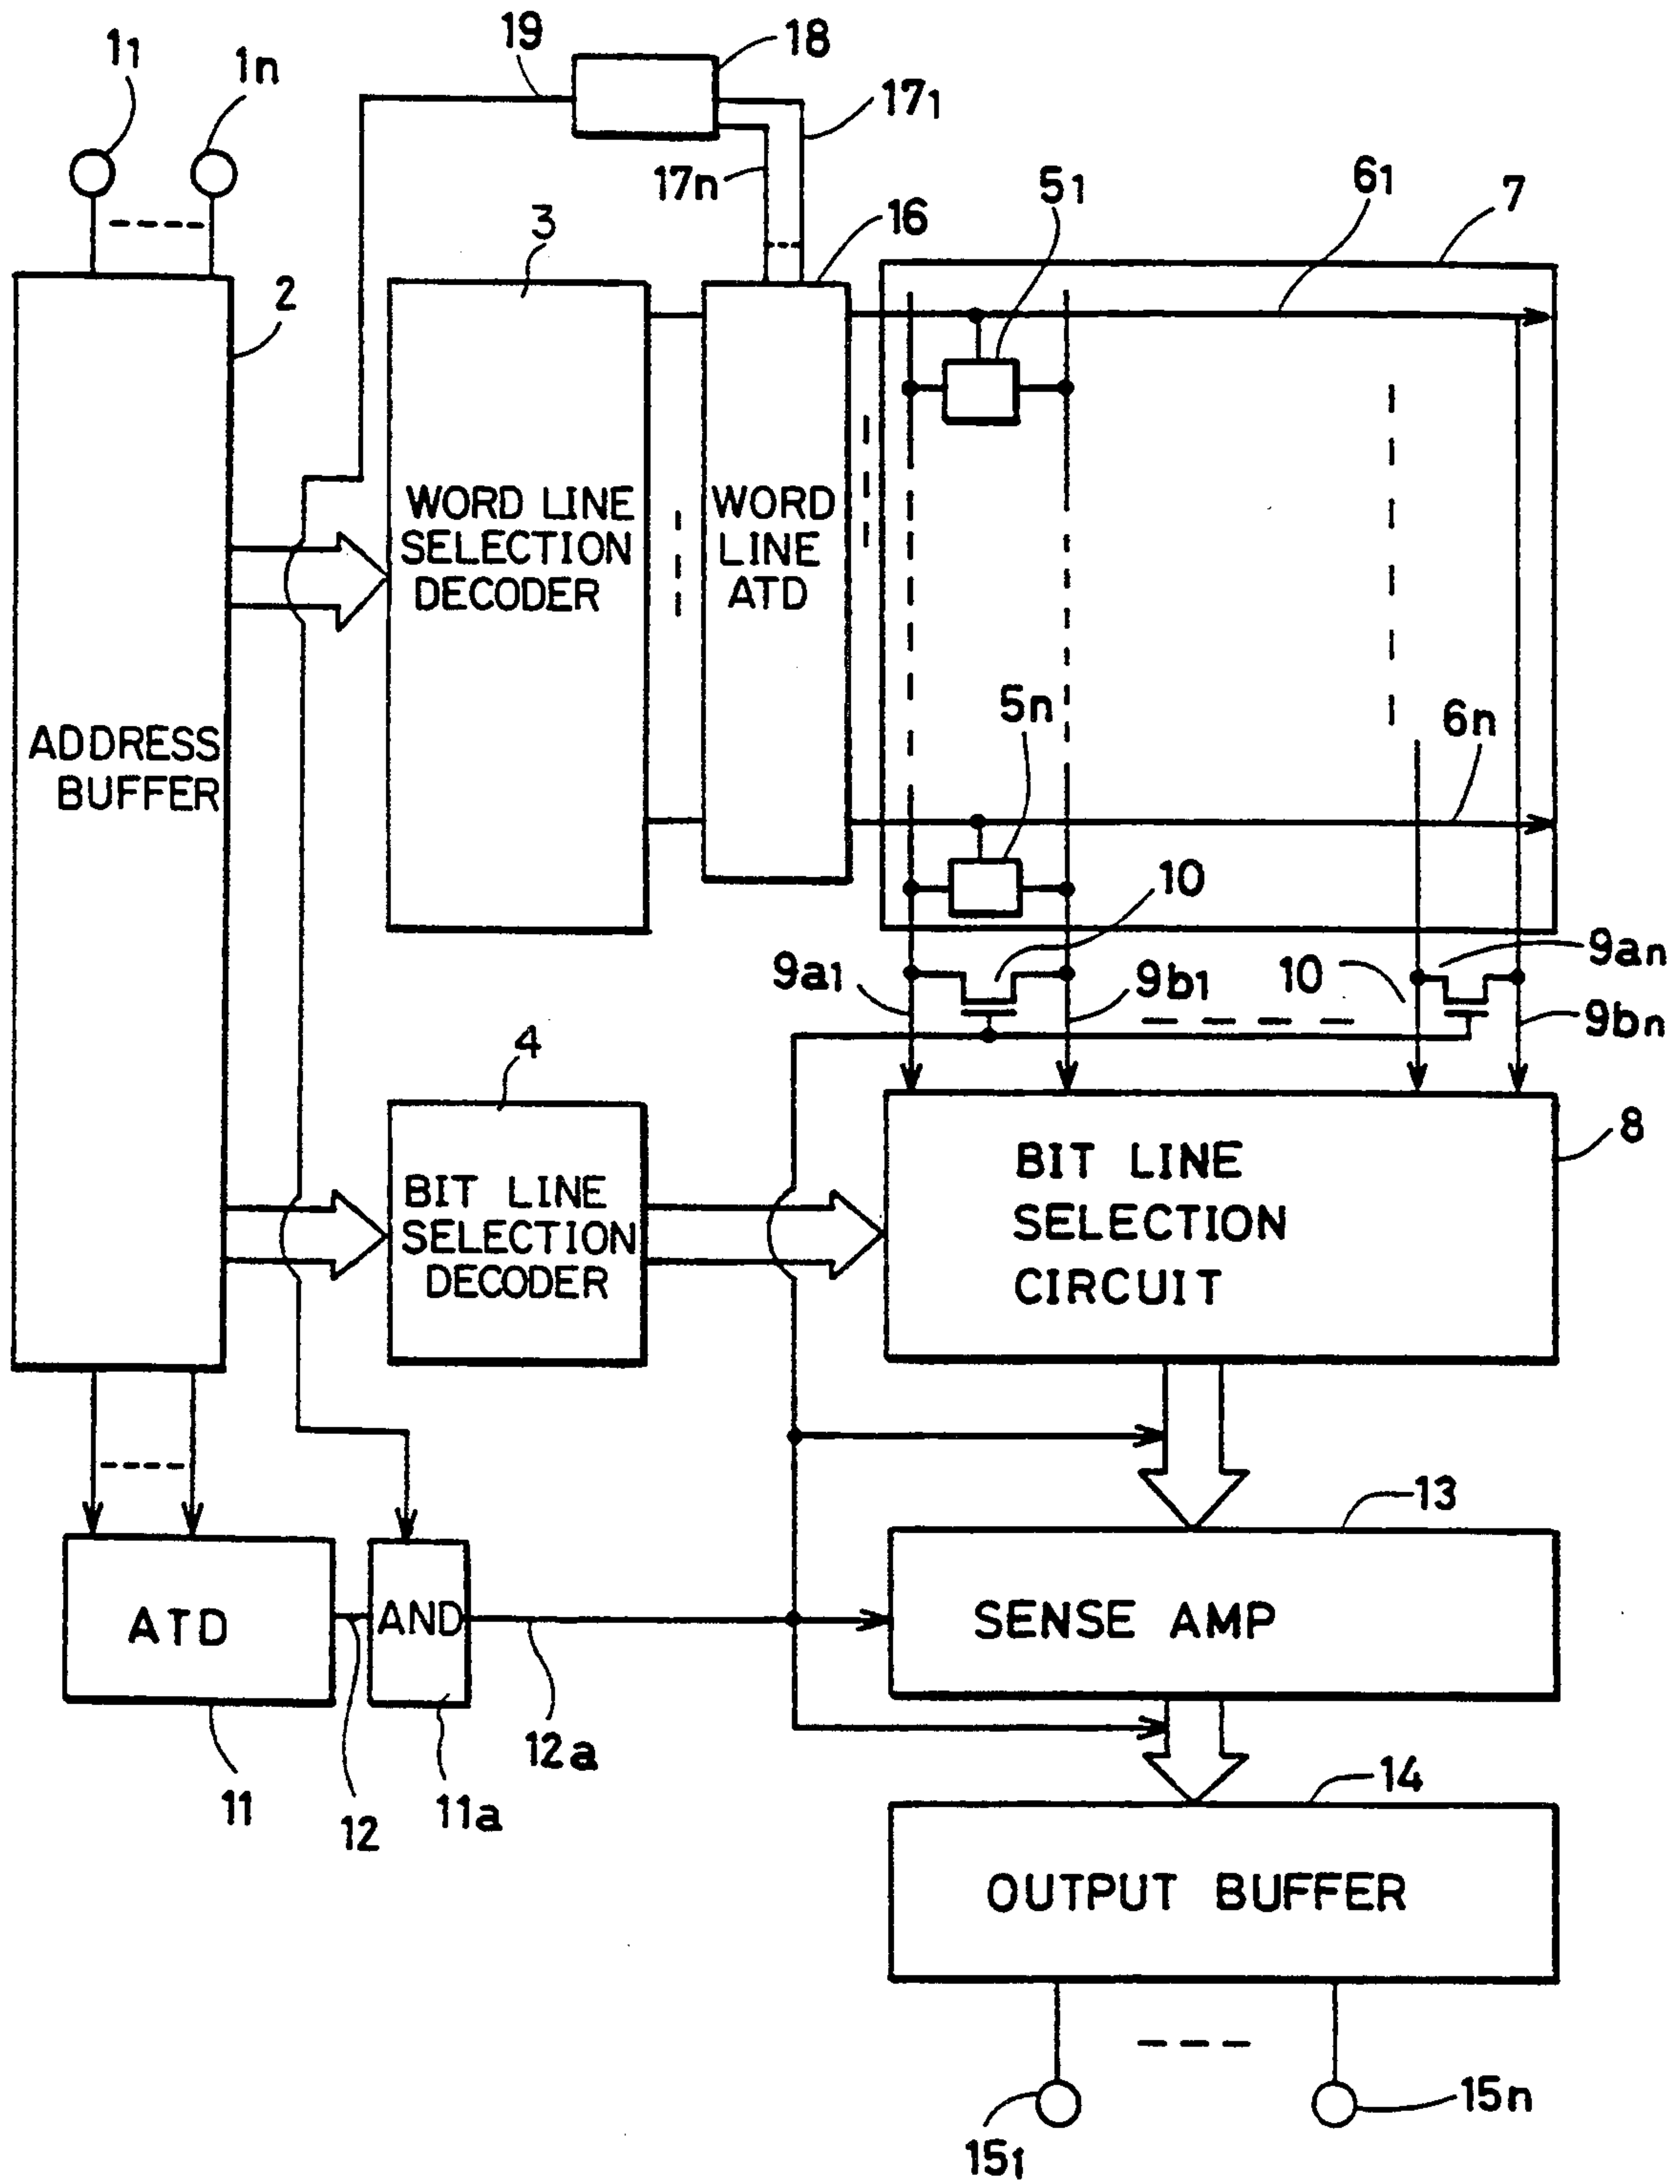 1₁
1n
19
18
17₁
17n
16
5₁
6₁
7
3
2
WORD LINE
SELECTION
DECODER
WORD
LINE
ATD
ADDRESS
BUFFER
5n
6n
10
9a₁
9b₁
10
9an
9bn
4
8
BIT LINE
SELECTION
DECODER
BIT LINE
SELECTION
CIRCUIT
13
ATD
AND
SENSE AMP
11
12
11a
12a
14
OUTPUT BUFFER
15₁
15n